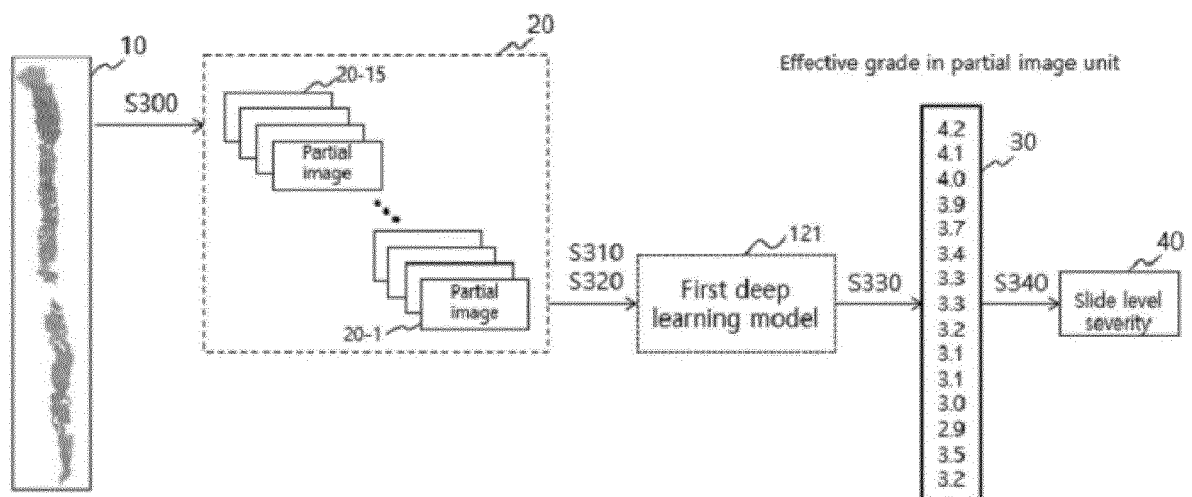 10
S300
20
20-15
Partial
image
Partial
image
20-1
S310
S320
121
First deep
learning model
S330
Effective grade in partial image unit
4.2
4.1
4.0
3.9
3.7
3.4
3.3
3.3
3.2
3.1
3.1
3.0
2.9
3.5
3.2
30
S340
40
Slide level
severity